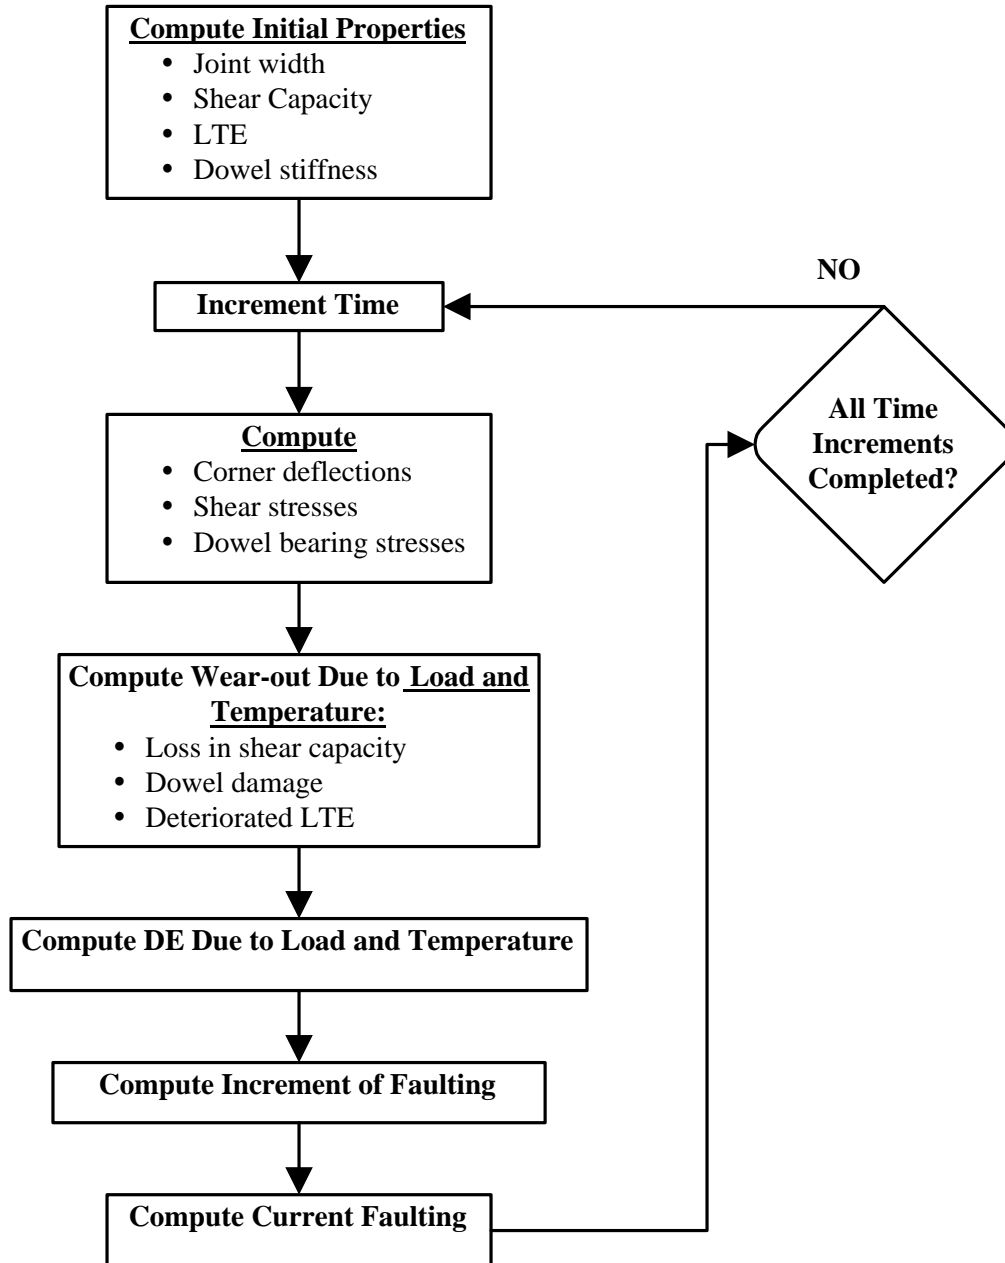 Compute Initial Properties
• Joint width
• Shear Capacity
• LTE
• Dowel stiffness
NO
Increment Time
All Time
Increments
Completed?
Compute
• Corner deflections
• Shear stresses
• Dowel bearing stresses
Compute Wear-out Due to Load and
Temperature:
• Loss in shear capacity
• Dowel damage
• Deteriorated LTE
Compute DE Due to Load and Temperature
Compute Increment of Faulting
Compute Current Faulting